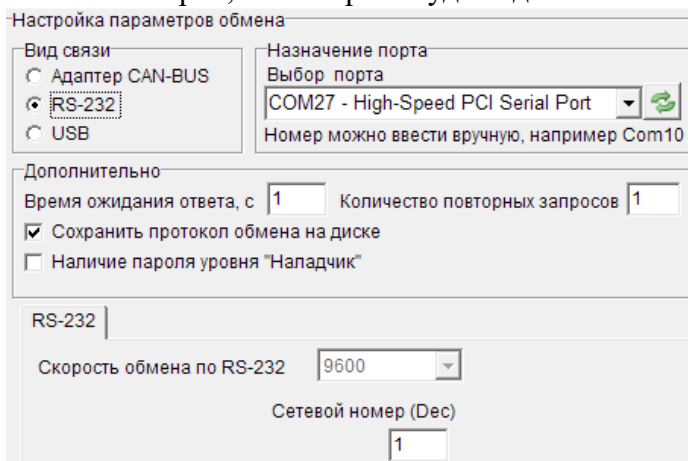 Настройка параметров обмена
Вид связи
Адаптер CAN-BUS
RS-232
USB
Назначение порта
Выбор порта
COM27 - High-Speed PCI Serial Port
Номер можно ввести вручную, например Com10
Дополнительно
Время ожидания ответа, с 1 Количество повторных запросов 1
Сохранить протокол обмена на диске
Наличие пароля уровня "Наладчик"
RS-232
Скорость обмена по RS-232 9600
Сетевой номер (Dec)
1